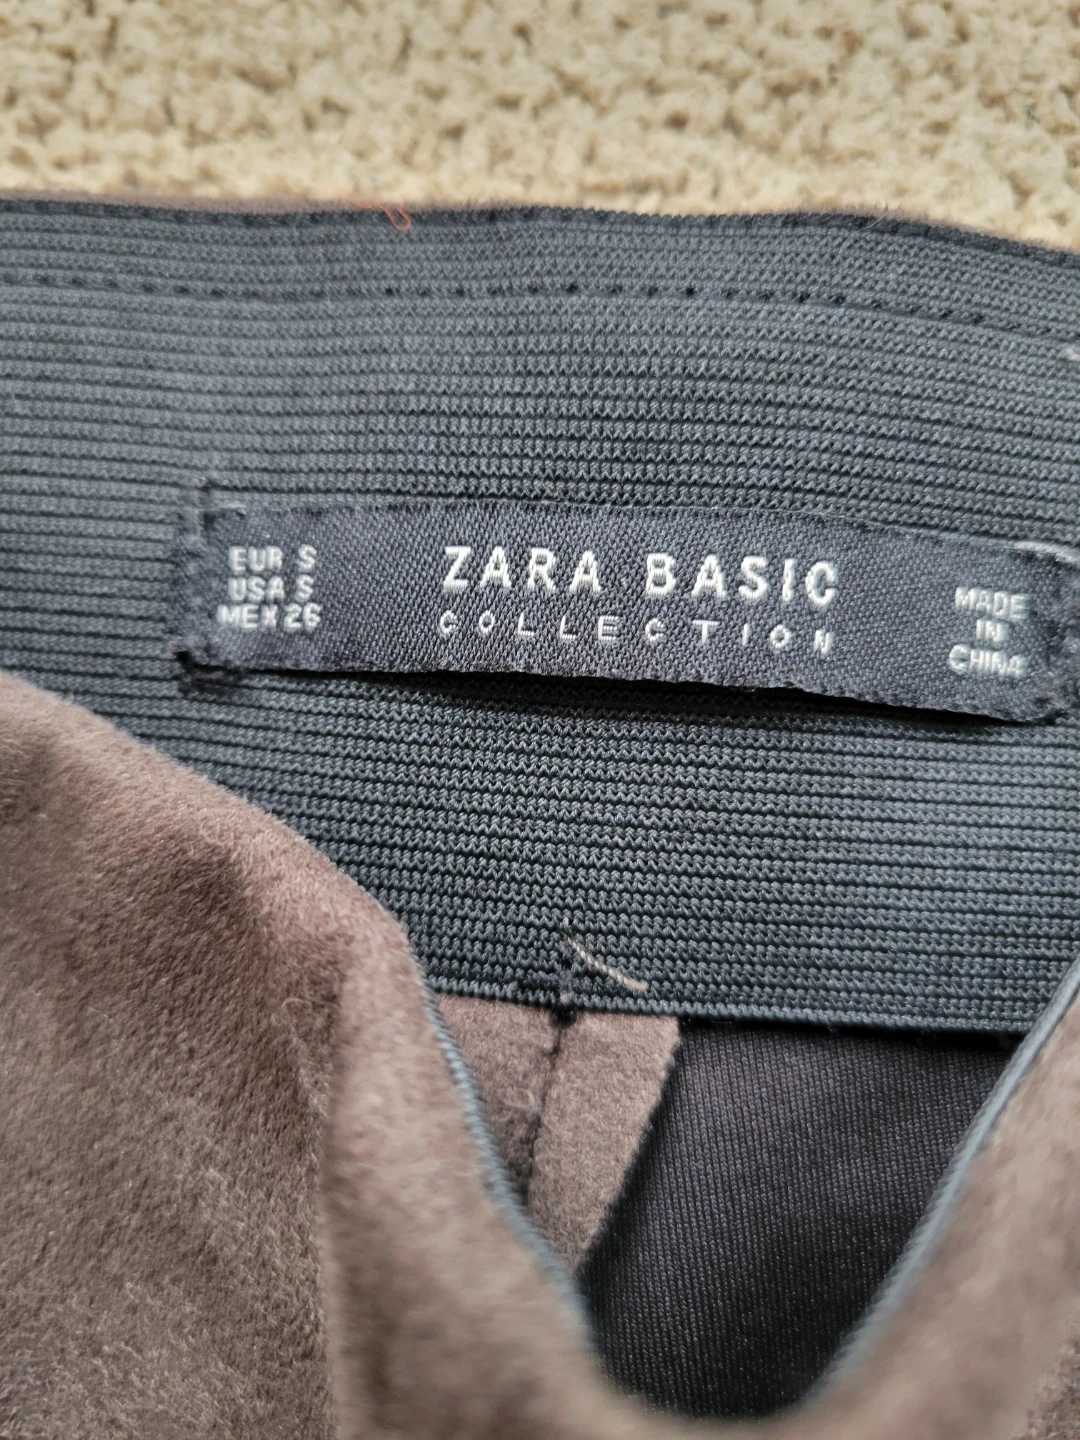 EUR S
USA S
MEX 26
ZARA BASIC
COLLECTION
MADE
IN
CHINA